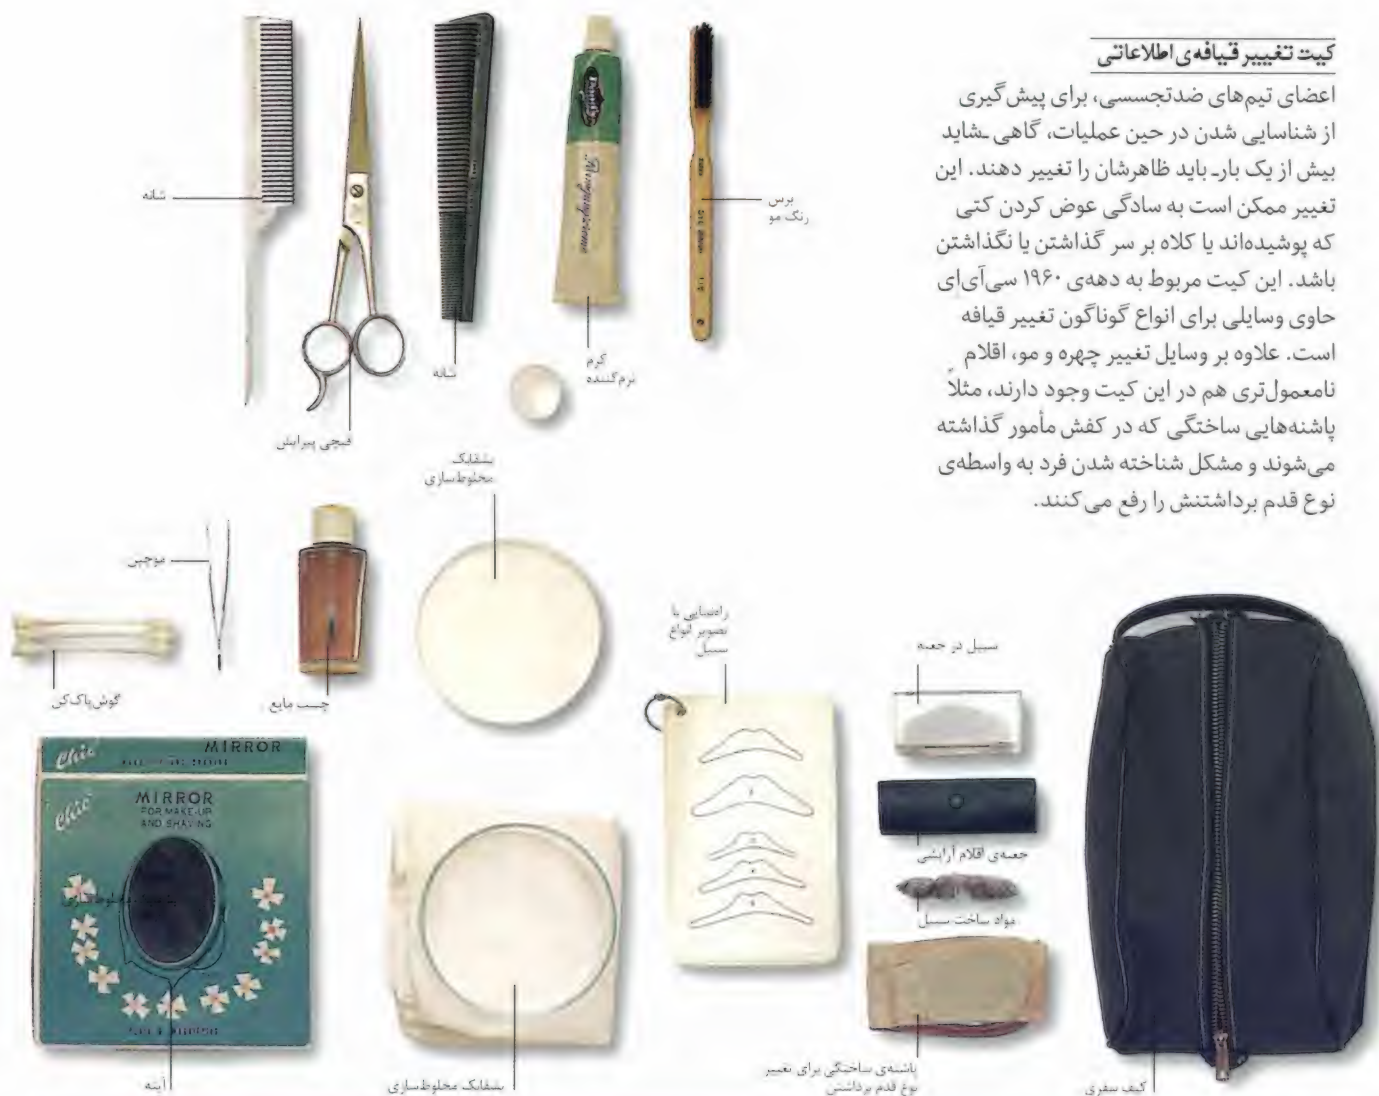 کیت تغییر قیافه‌ی اطلاعاتی
اعضای تیم‌های ضدتجسسی، برای پیش‌گیری
از شناسایی شدن در حین عملیات، گاهی ـشاید
بیش از یک بارـ باید ظاهرشان را تغییر دهند. این
تغییر ممکن است به سادگی عوض کردن کتی
که پوشیده‌اند یا کلاه بر سر گذاشتن یا نگذاشتن
باشد. این کیت مربوط به دهه‌ی ۱۹۶۰ سی‌آی‌ای
حاوی وسایلی برای انواع گوناگون تغییر قیافه
است. علاوه بر وسایل تغییر چهره و مو، اقلام
نامعمول‌تری هم در این کیت وجود دارند، مثلاً
پاشنه‌هایی ساختگی که در کفش مأمور گذاشته
می‌شوند و مشکل شناخته شدن فرد به واسطه‌ی
نوع قدم برداشتنش را رفع می‌کنند.
برس
رنگ مو
کرم
نرم‌کننده
شانه
قیچی پیرایش
شانه
بشقابک
مخلوط‌سازی
موچین
چسب مایع
گوش‌پاک‌کن
راهنمایی با
تصویر انواع
سبیل
سبیل در جعبه
جعبه‌ی اقلام آرایشی
مواد ساخت سبیل
پاشنه‌ی ساختگی برای تغییر
نوع قدم برداشتن
کیف سفری
بشقابک مخلوط‌سازی
Chic MIRROR
Chic
MIRROR
FOR MAKE-UP
AND SHAVING
آینه